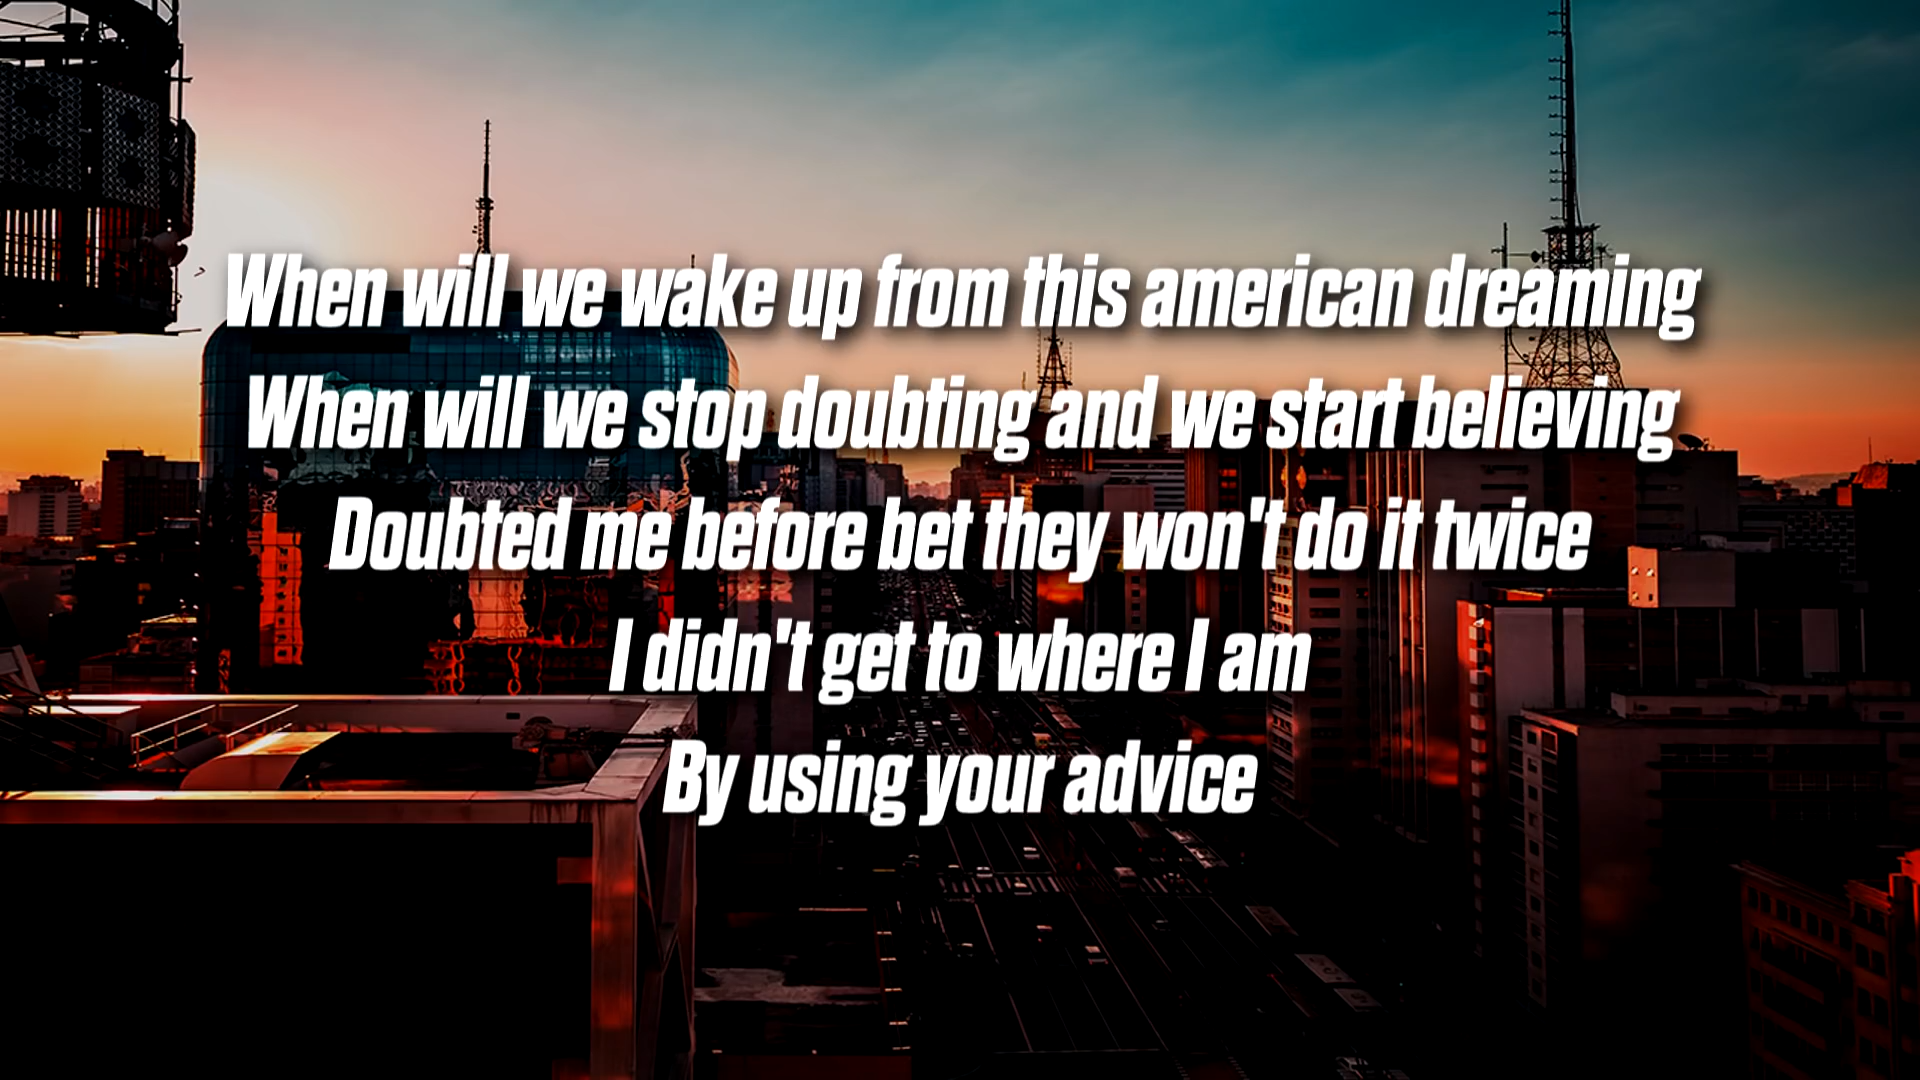 When will we wake up from this american dreaming
When will we stop doubting and we start believing
Doubted me before bet they won't do it twice
I didn't get to where I am
By using your advice